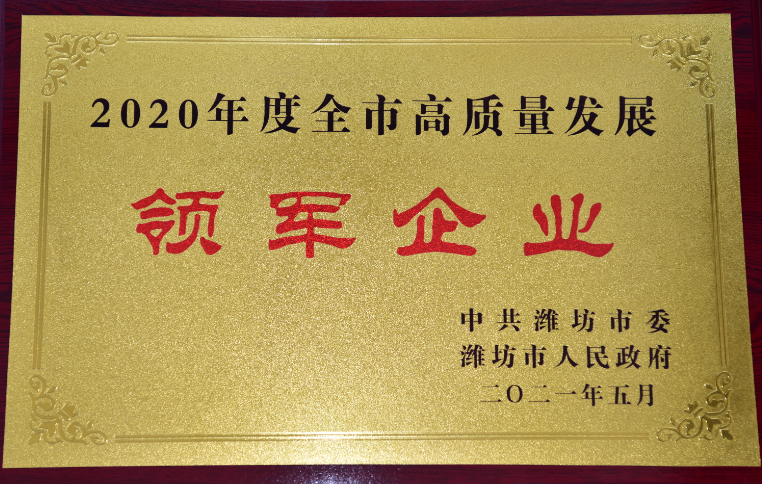 2020年度全市高质量发展
领军企业
中共潍坊市委
潍坊市人民政府
二〇二一年五月